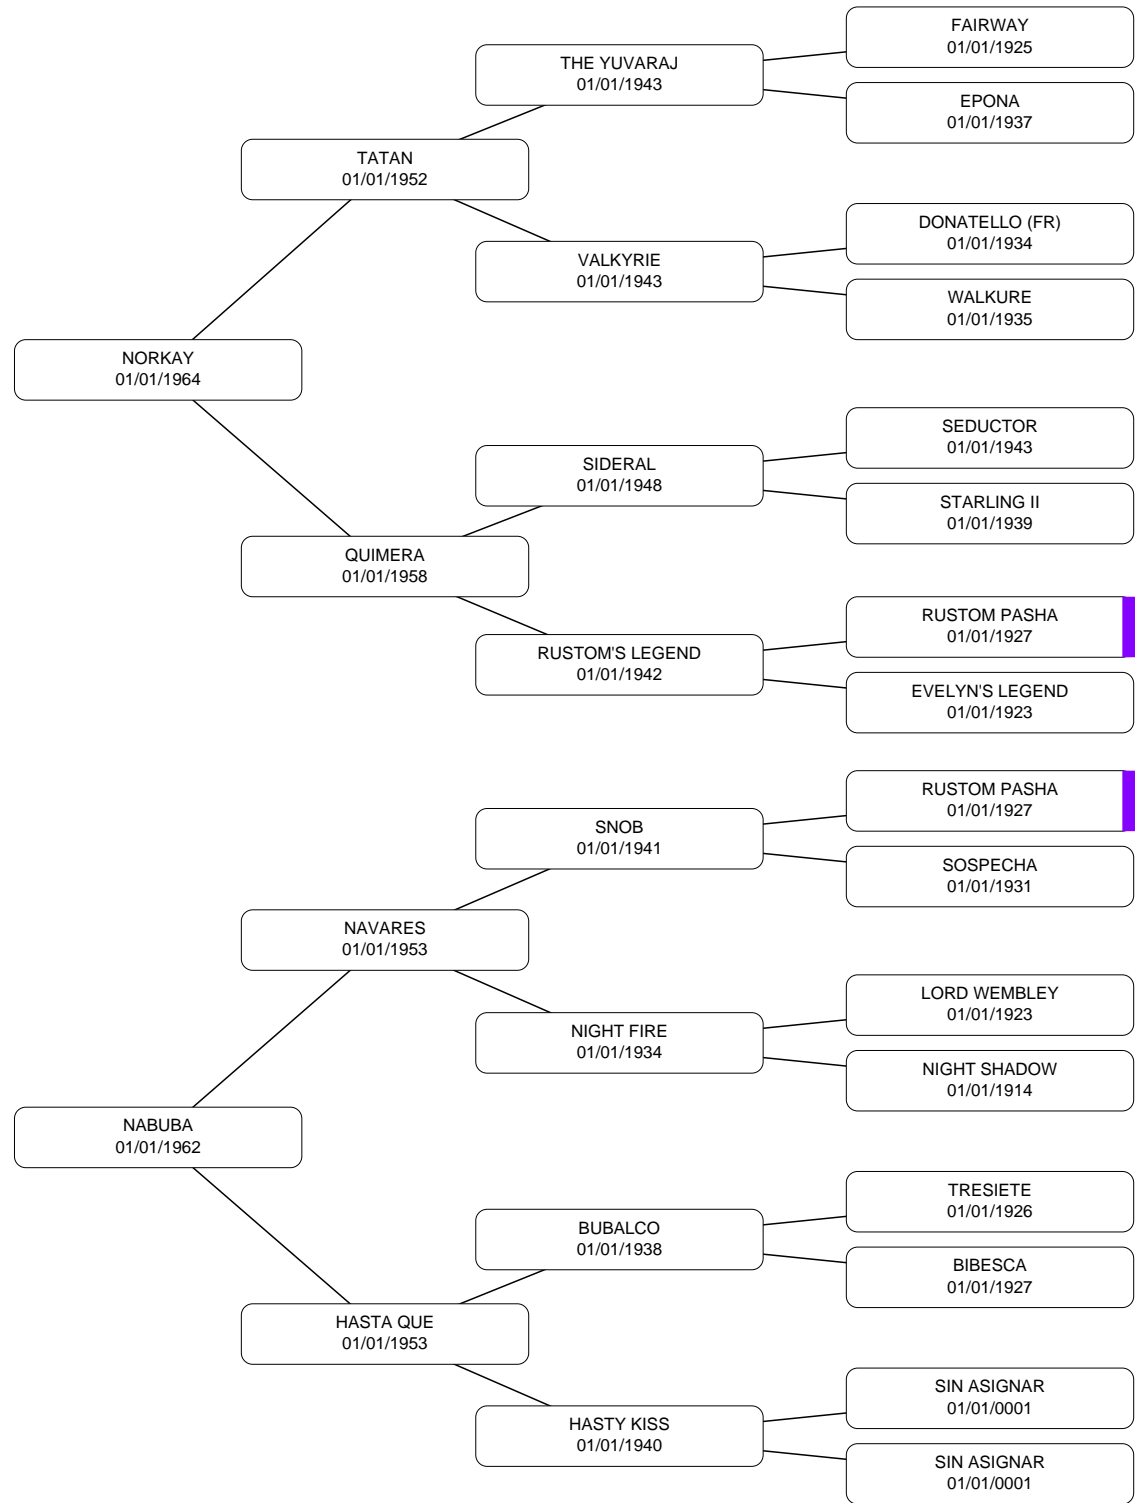 FAIRWAY
01/01/1925
THE YUVARAJ
01/01/1943
EPONA
01/01/1937
TATAN
01/01/1952
DONATELLO (FR)
01/01/1934
VALKYRIE
01/01/1943
WALKURE
01/01/1935
NORKAY
01/01/1964
SEDUCTOR
01/01/1943
SIDERAL
01/01/1948
STARLING II
01/01/1939
QUIMERA
01/01/1958
RUSTOM PASHA
01/01/1927
RUSTOM'S LEGEND
01/01/1942
EVELYN'S LEGEND
01/01/1923
RUSTOM PASHA
01/01/1927
SNOB
01/01/1941
SOSPECHA
01/01/1931
NAVARES
01/01/1953
LORD WEMBLEY
01/01/1923
NIGHT FIRE
01/01/1934
NIGHT SHADOW
01/01/1914
NABUBA
01/01/1962
TRESIETE
01/01/1926
BUBALCO
01/01/1938
BIBESCA
01/01/1927
HASTA QUE
01/01/1953
SIN ASIGNAR
01/01/0001
HASTY KISS
01/01/1940
SIN ASIGNAR
01/01/0001